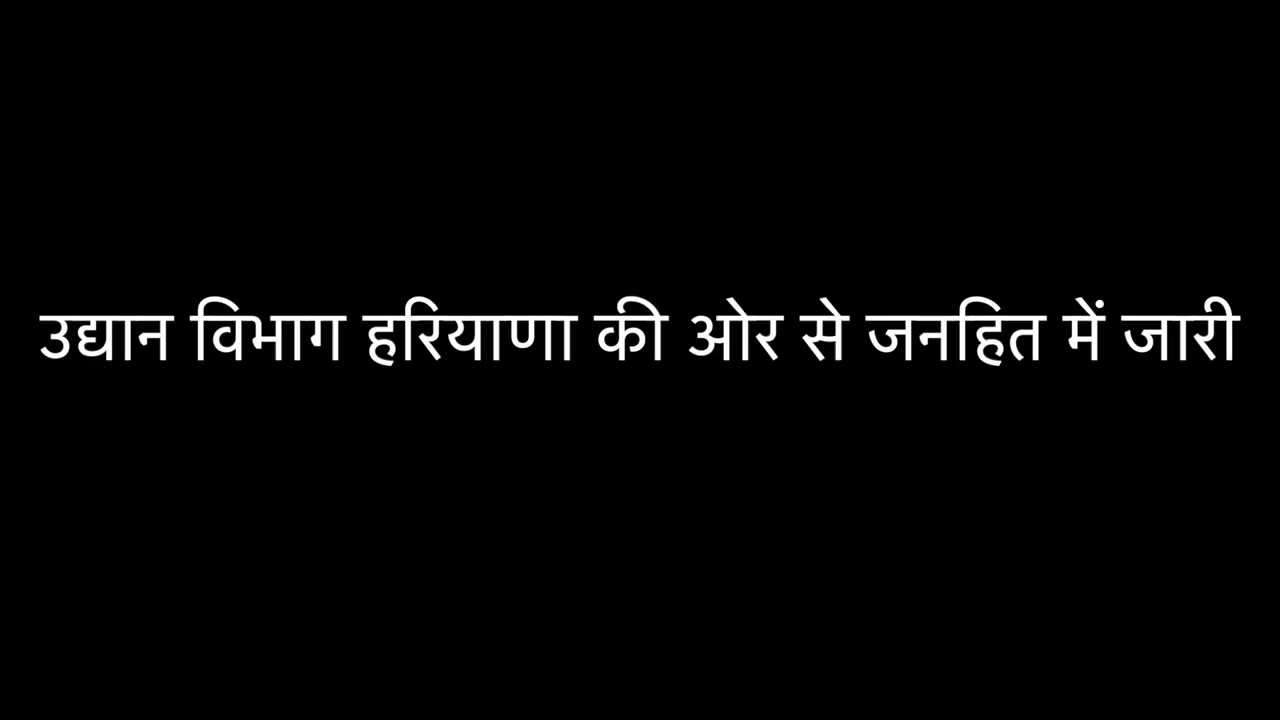 उद्यान विभाग हरियाणा की ओर से जनहित में जारी